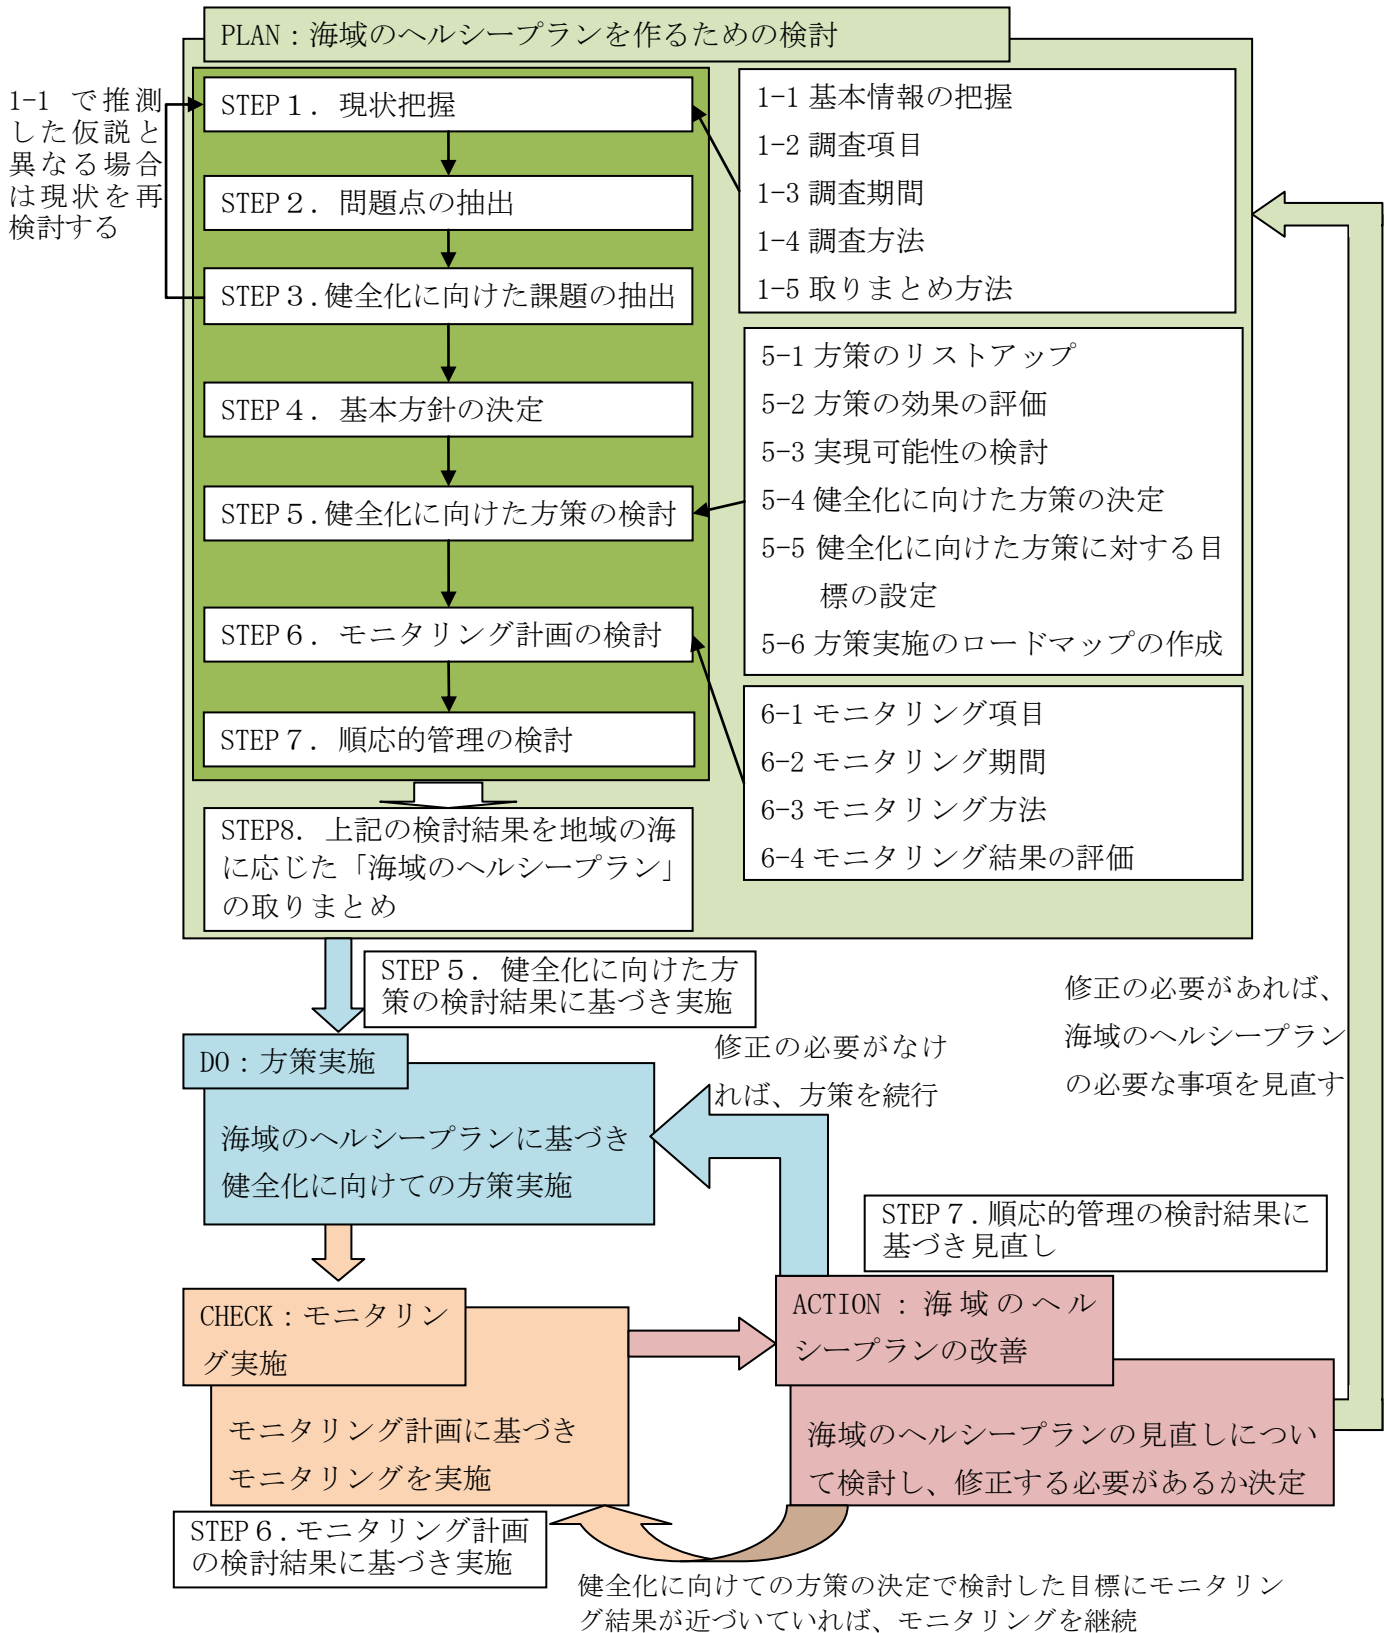 PLAN：海域のヘルシープランを作るための検討
1-1 で推測
した仮説と
異なる場合
は現状を再
検討する
STEP１．現状把握
STEP２．問題点の抽出
STEP３.健全化に向けた課題の抽出
STEP４．基本方針の決定
STEP５.健全化に向けた方策の検討
STEP６．モニタリング計画の検討
STEP７．順応的管理の検討
STEP8．上記の検討結果を地域の海
に応じた「海域のヘルシープラン」
の取りまとめ
1-1 基本情報の把握
1-2 調査項目
1-3 調査期間
1-4 調査方法
1-5 取りまとめ方法
5-1 方策のリストアップ
5-2 方策の効果の評価
5-3 実現可能性の検討
5-4 健全化に向けた方策の決定
5-5 健全化に向けた方策に対する目
標の設定
5-6 方策実施のロードマップの作成
6-1 モニタリング項目
6-2 モニタリング期間
6-3 モニタリング方法
6-4 モニタリング結果の評価
STEP５．健全化に向けた方
策の検討結果に基づき実施
修正の必要があれば、
海域のヘルシープラン
の必要な事項を見直す
DO：方策実施
海域のヘルシープランに基づき
健全化に向けての方策実施
修正の必要がなけ
れば、方策を続行
STEP７.順応的管理の検討結果に
基づき見直し
CHECK：モニタリン
グ実施
モニタリング計画に基づき
モニタリングを実施
ACTION：海域のヘル
シープランの改善
海域のヘルシープランの見直しについ
て検討し、修正する必要があるか決定
STEP６.モニタリング計画
の検討結果に基づき実施
健全化に向けての方策の決定で検討した目標にモニタリン
グ結果が近づいていれば、モニタリングを継続